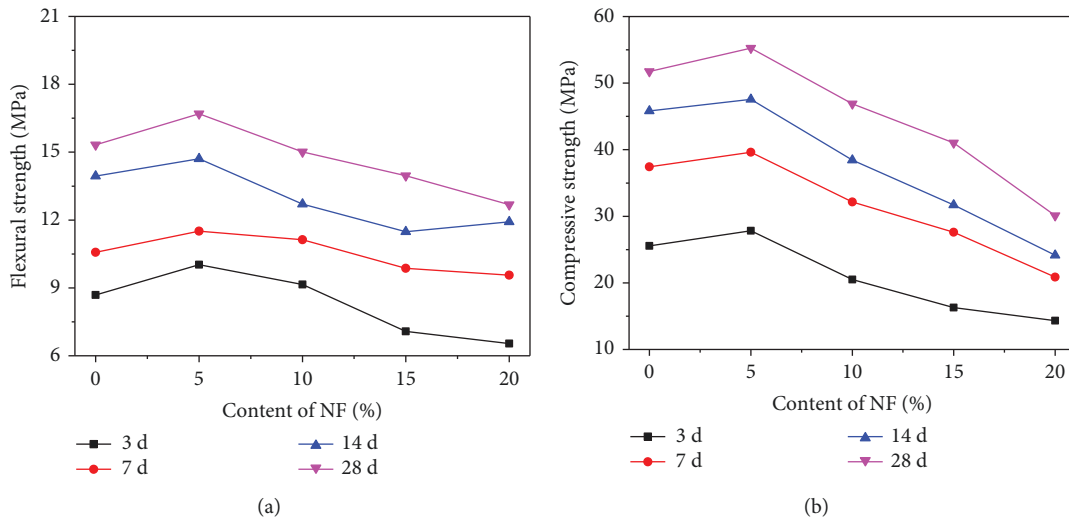 21
18
15
12
9
6
Flexural strength (MPa)
0 5 10 15 20
Content of NF (%)
3 d
14 d
7 d
28 d
(a)
60
50
40
30
20
10
Compressive strength (MPa)
0 5 10 15 20
Content of NF (%)
3 d
14 d
7 d
28 d
(b)